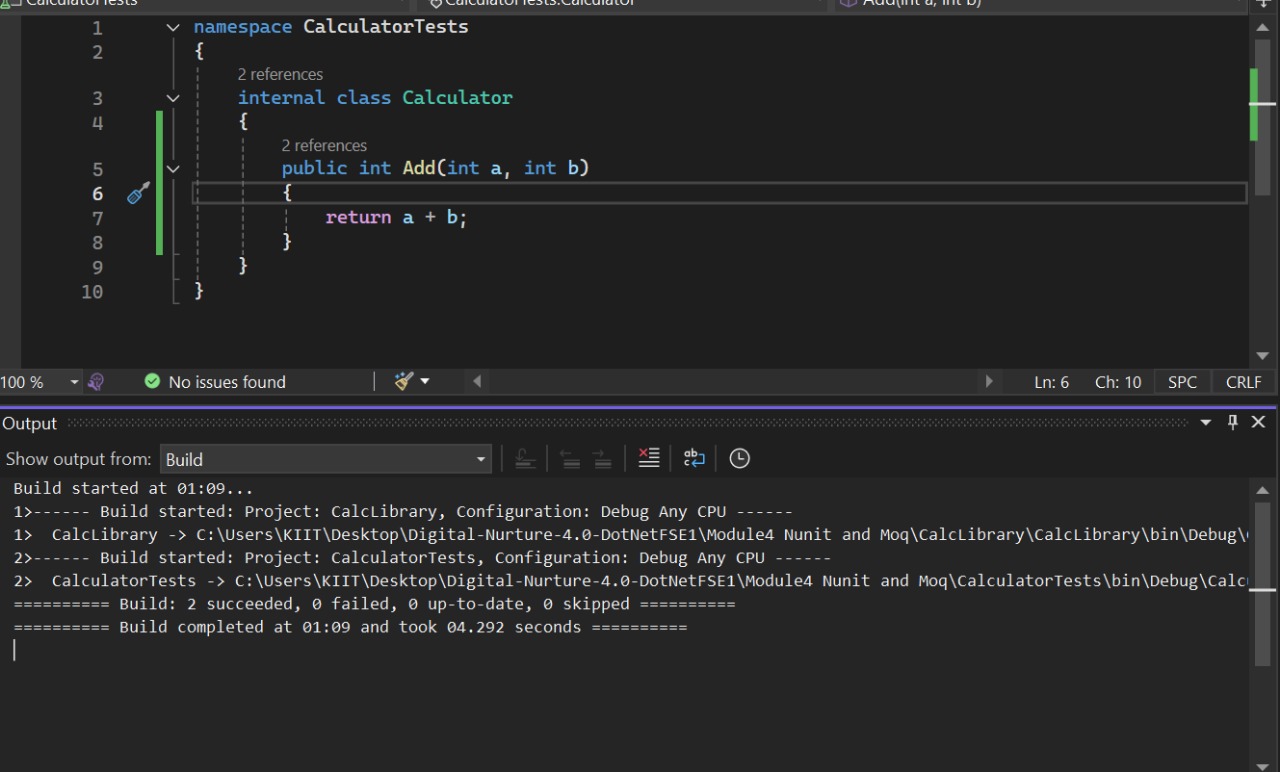 CalculatorTests CalculatorTests.Calculator Add(int a, int b)
1 namespace CalculatorTests
2 {
2 references
3 internal class Calculator
4 {
2 references
5 public int Add(int a, int b)
6 {
7 return a + b;
8 }
9 }
10 }
100 % No issues found Ln: 6 Ch: 10 SPC CRLF
Output
Show output from: Build
Build started at 01:09...
1>------ Build started: Project: CalcLibrary, Configuration: Debug Any CPU ------
1> CalcLibrary -> C:\Users\KIIT\Desktop\Digital-Nurture-4.0-DotNetFSE1\Module4 Nunit and Moq\CalcLibrary\CalcLibrary\bin\Debug\
2>------ Build started: Project: CalculatorTests, Configuration: Debug Any CPU ------
2> CalculatorTests -> C:\Users\KIIT\Desktop\Digital-Nurture-4.0-DotNetFSE1\Module4 Nunit and Moq\CalculatorTests\bin\Debug\Calc
========== Build: 2 succeeded, 0 failed, 0 up-to-date, 0 skipped ==========
========== Build completed at 01:09 and took 04.292 seconds ==========